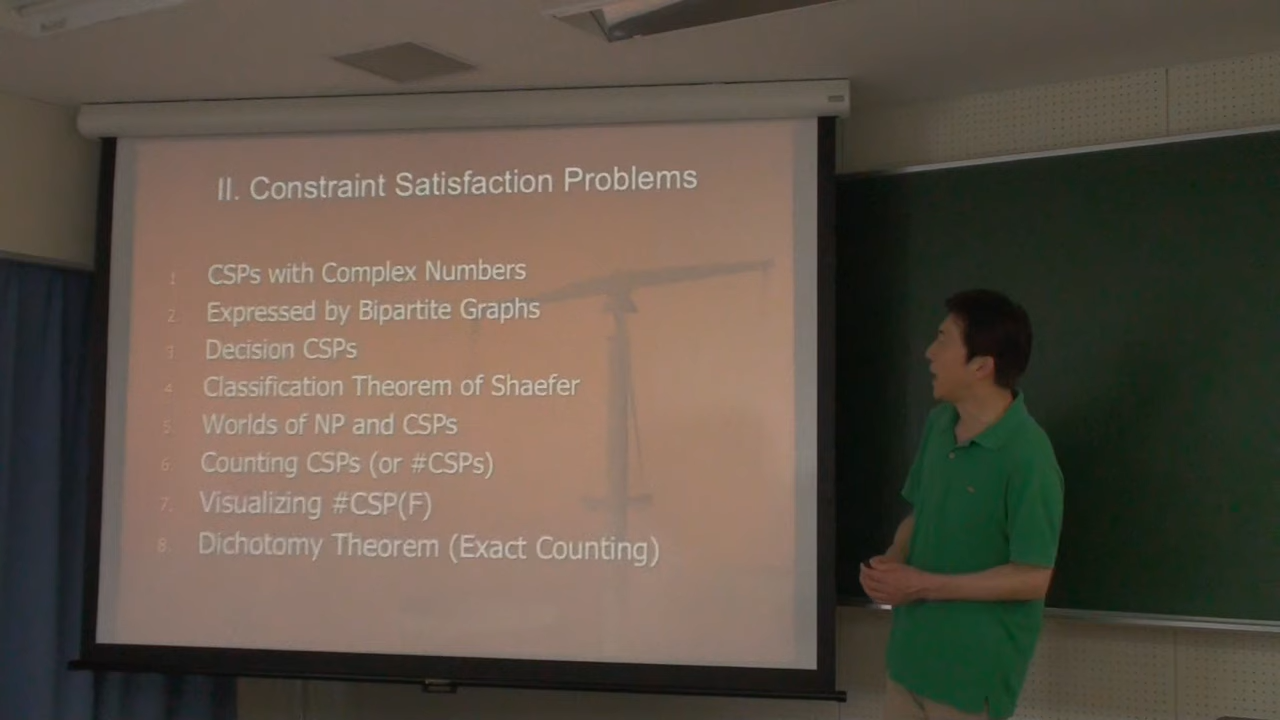 II. Constraint Satisfaction Problems
1. CSPs with Complex Numbers
2. Expressed by Bipartite Graphs
3. Decision CSPs
4. Classification Theorem of Shaefer
5. Worlds of NP and CSPs
6. Counting CSPs (or #CSPs)
7. Visualizing #CSP(F)
8. Dichotomy Theorem (Exact Counting)